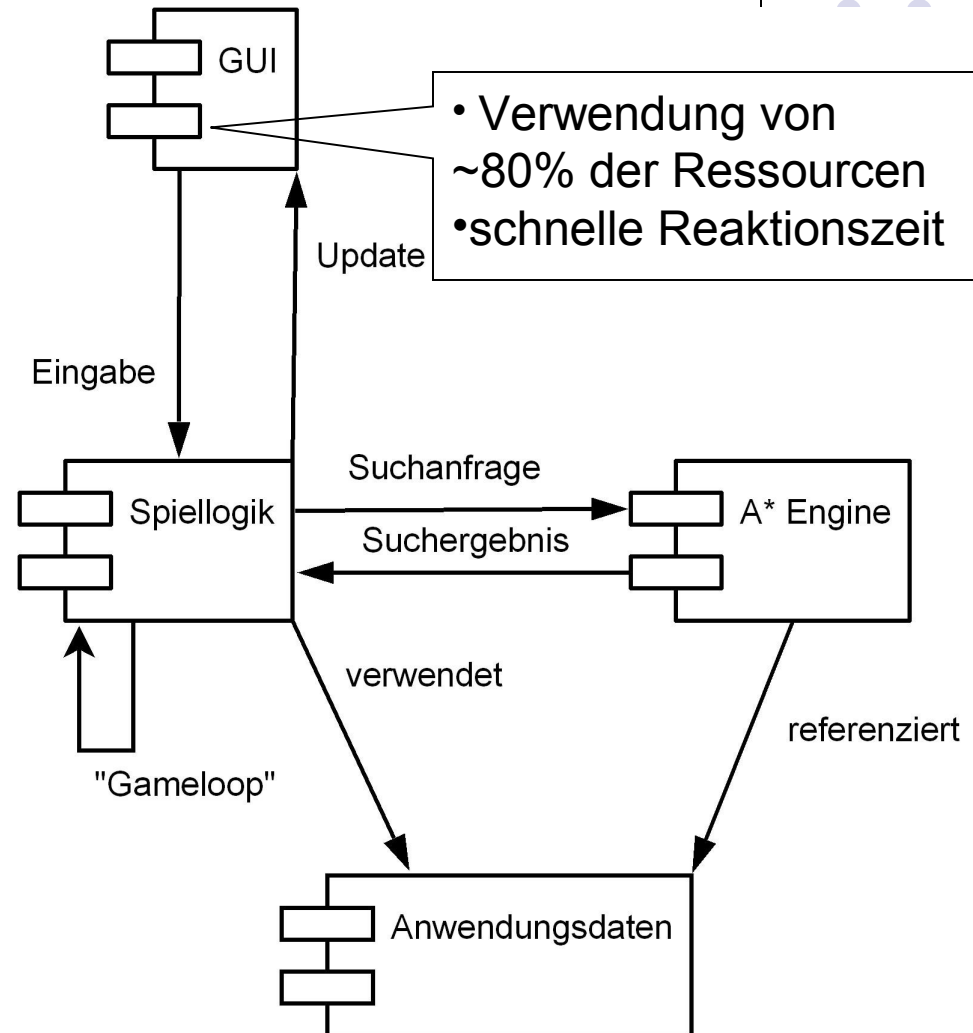 GUI
• Verwendung von
~80% der Ressourcen
•schnelle Reaktionszeit
Update
Eingabe
Suchanfrage
Spiellogik
A* Engine
Suchergebnis
verwendet
referenziert
"Gameloop"
Anwendungsdaten